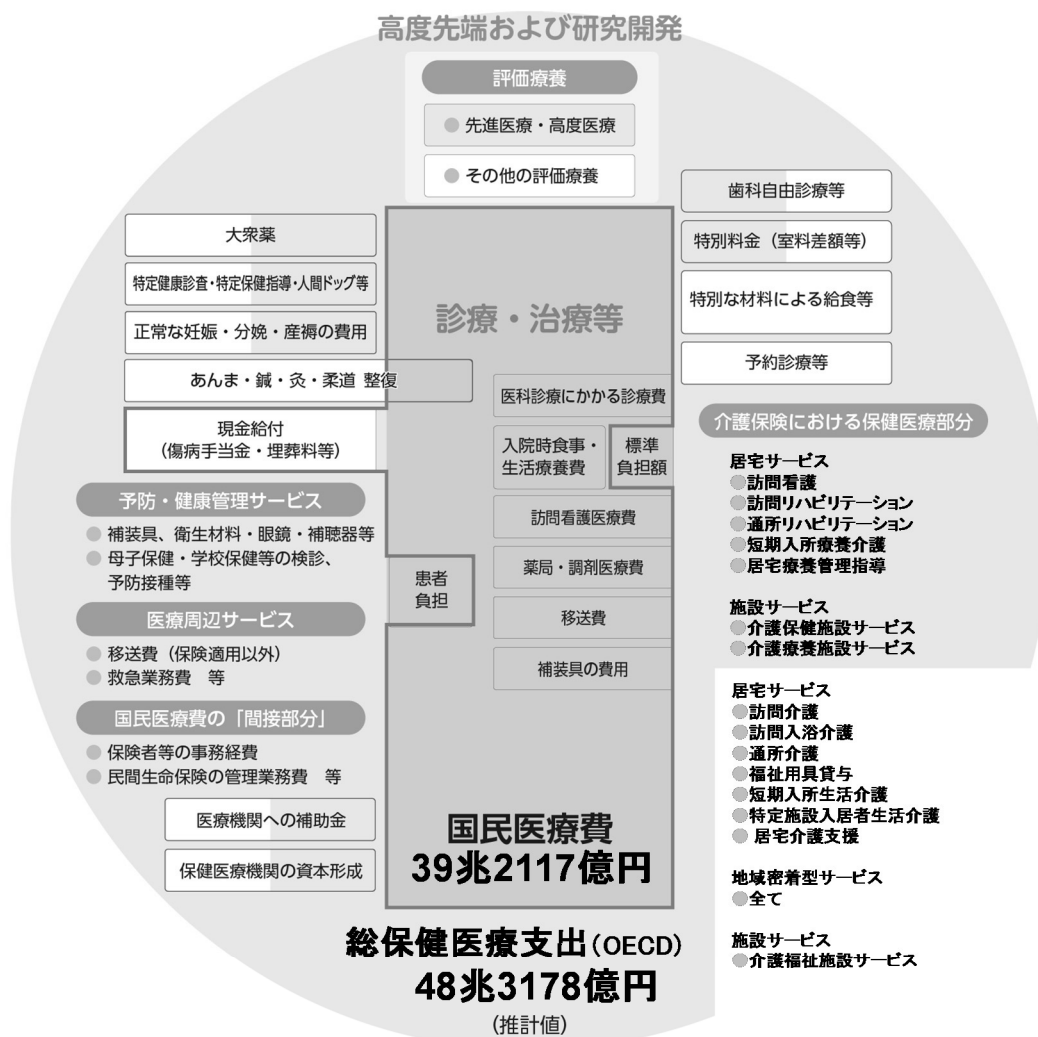 高度先端および研究開発
評価療養
●先進医療・高度医療
●その他の評価療養
大衆薬
特定健康診査・特定保健指導・人間ドッグ等
正常な妊娠・分娩・産褥の費用
あんま・鍼・灸・柔道 整復
現金給付
(傷病手当金・埋葬料等)
予防・健康管理サービス
●補装具、衛生材料・眼鏡・補聴器等
●母子保健・学校保健等の検診、
予防接種等
医療周辺サービス
●移送費(保険適用以外)
●救急業務費 等
国民医療費の「間接部分」
●保険者等の事務経費
●民間生命保険の管理業務費 等
医療機関への補助金
保健医療機関の資本形成
診療・治療等
医科診療にかかる診療費
入院時食事・
生活療養費
標準
負担額
訪問看護医療費
患者
負担
薬局・調剤医療費
移送費
補装具の費用
国民医療費
39兆2117億円
総保健医療支出(OECD)
48兆3178億円
(推計値)
歯科自由診療等
特別料金(室料差額等)
特別な材料による給食等
予約診療等
介護保険における保健医療部分
居宅サービス
●訪問看護
●訪問リハビリテーション
●通所リハビリテーション
●短期入所療養介護
●居宅療養管理指導
施設サービス
●介護保健施設サービス
●介護療養施設サービス
居宅サービス
●訪問介護
●訪問入浴介護
●通所介護
●福祉用具貸与
●短期入所生活介護
●特定施設入居者生活介護
●居宅介護支援
地域密着型サービス
●全て
施設サービス
●介護福祉施設サービス